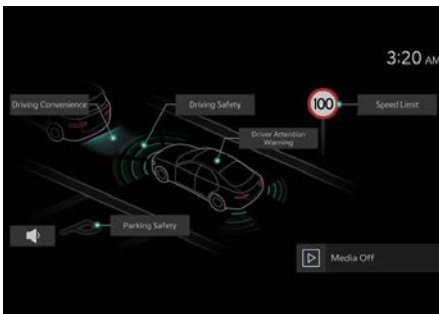 3:20 AM
Driving Convenience
Driving Safety
100
Speed Limit
Driver Attention
Warning
Parking Safety
Media Off